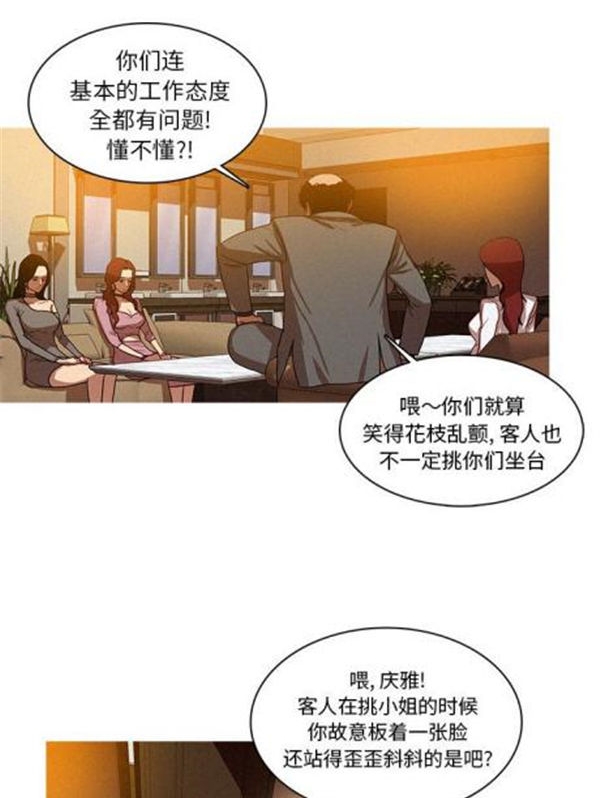 你们连
基本的工作态度
全都有问题!
懂不懂?!
喂～你们就算
笑得花枝乱颤, 客人也
不一定挑你们坐台
喂, 庆雅!
客人在挑小姐的时候
你故意板着一张脸
还站得歪歪斜斜的是吧?